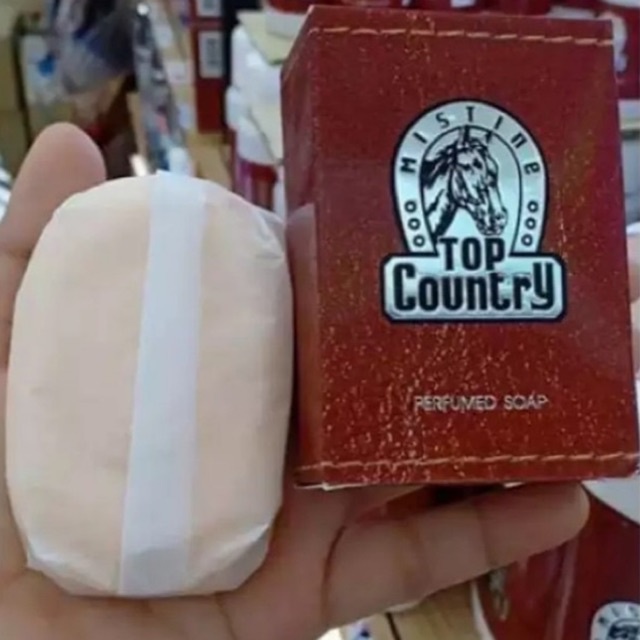 MISTINE
TOP
Country
PERFUMED SOAP